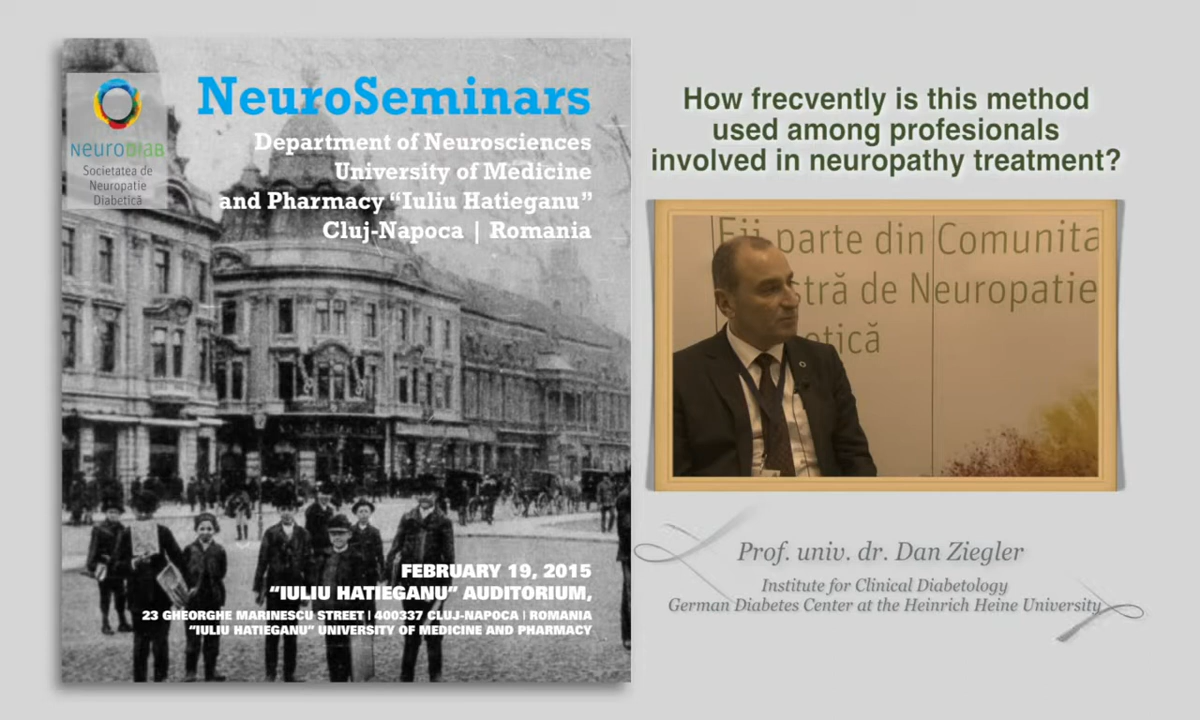 NeuroSeminars
Department of Neurosciences
University of Medicine
and Pharmacy “Iuliu Hatieganu”
Cluj-Napoca | Romania
neuroDIAB
Societatea de
Neuropatie
Diabetică
FEBRUARY 19, 2015
“IULIU HATIEGANU” AUDITORIUM,
23 GHEORGHE MARINESCU STREET | 400337 CLUJ-NAPOCA | ROMANIA
“IULIU HATIEGANU” UNIVERSITY OF MEDICINE AND PHARMACY
How frecvently is this method
used among profesionals
involved in neuropathy treatment?
Fii parte din Comunita
tră de Neuropatie
etică
Prof. univ. dr. Dan Ziegler
Institute for Clinical Diabetology
German Diabetes Center at the Heinrich Heine University